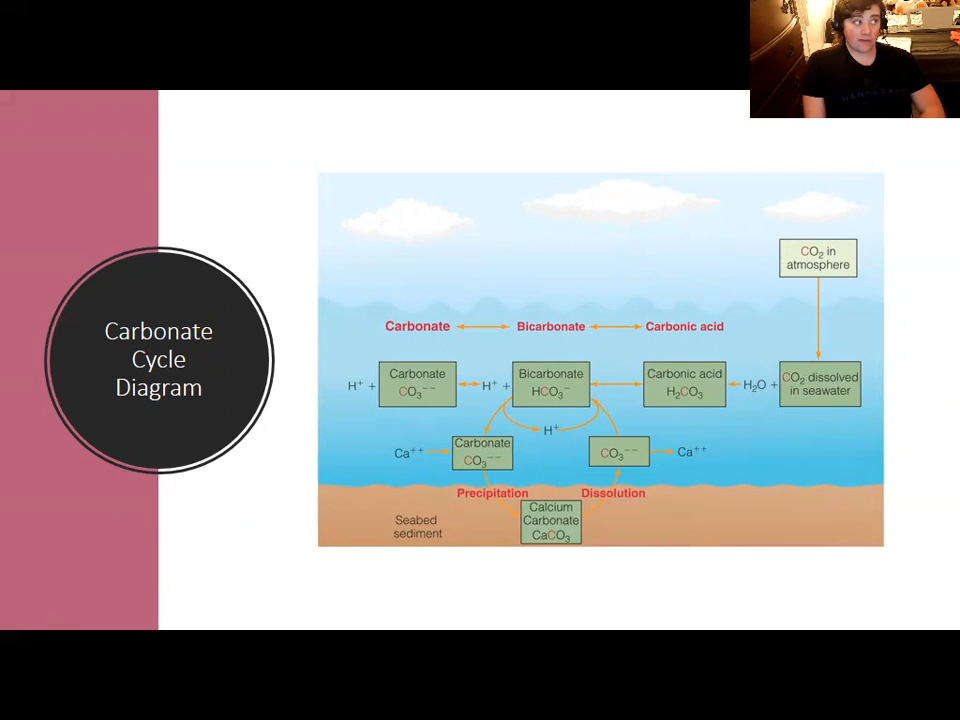 Carbonate
Cycle
Diagram
CO2 in
atmosphere
Carbonate Bicarbonate Carbonic acid
H+ + Carbonate CO3−− H+ + Bicarbonate HCO3− Carbonic acid H2CO3 H2O + CO2 dissolved in seawater
H+
Ca++ Carbonate CO3−− CO3−− Ca++
Precipitation Dissolution
Calcium
Carbonate
CaCO3
Seabed
sediment